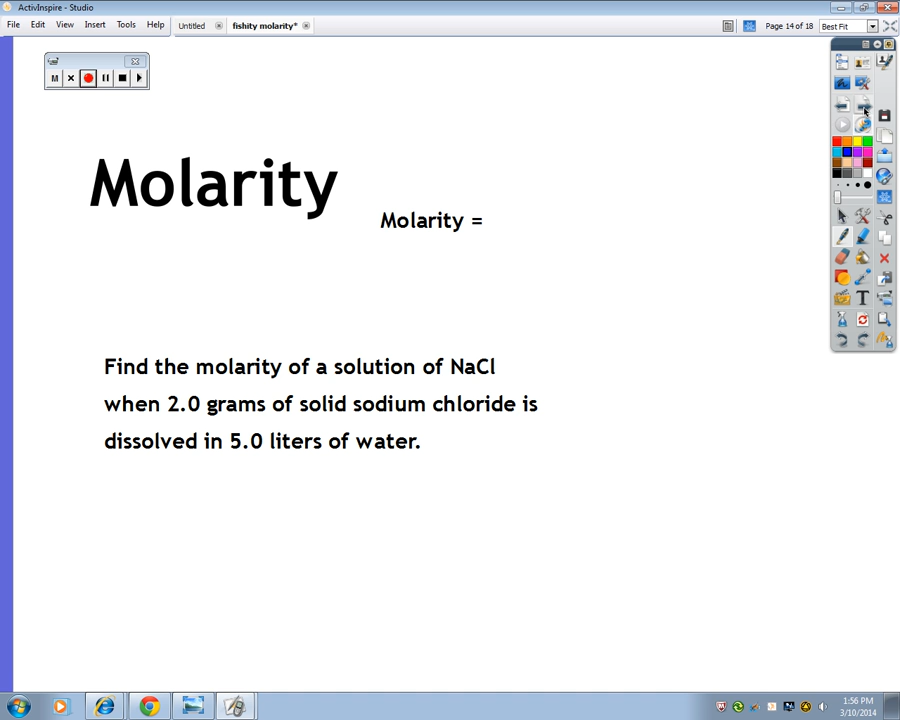 ActivInspire - Studio
File Edit View Insert Tools Help
Untitled
fishity molarity*
Page 14 of 18
Best Fit
M
Molarity
Molarity =
Find the molarity of a solution of NaCl
when 2.0 grams of solid sodium chloride is
dissolved in 5.0 liters of water.
T
1:56 PM
3/10/2014